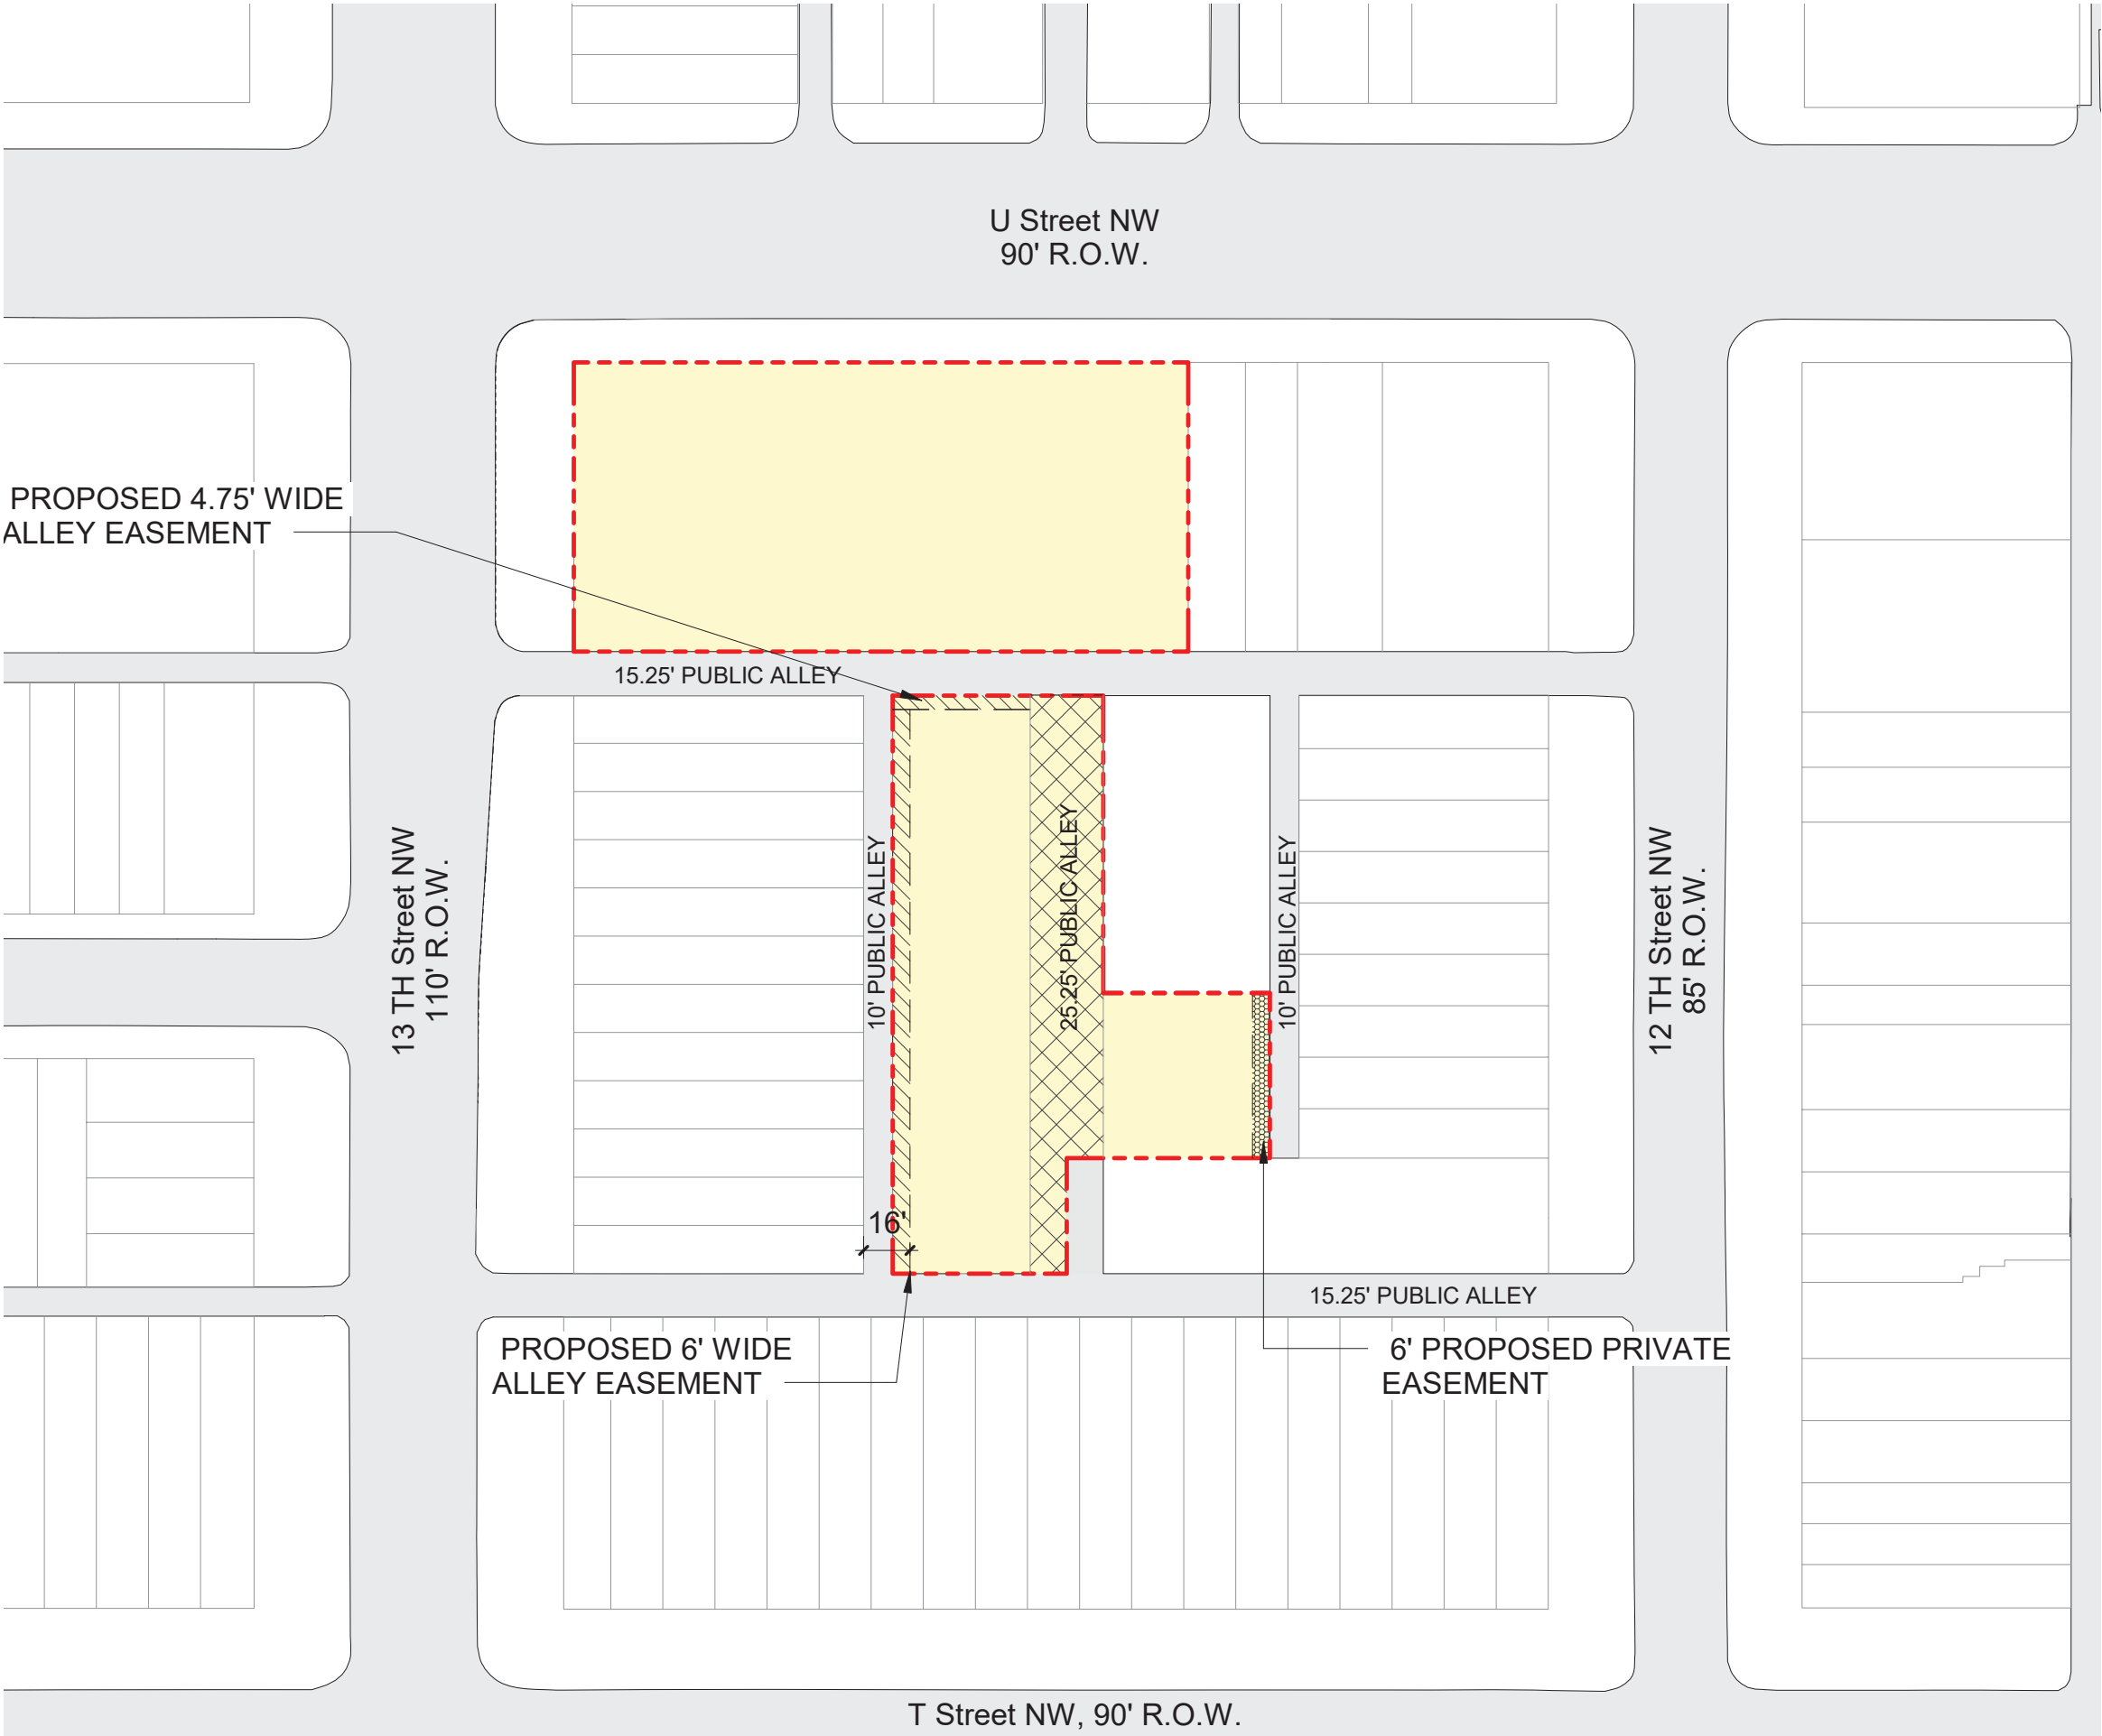 U Street NW
90' R.O.W.
PROPOSED 4.75' WIDE
ALLEY EASEMENT
15.25' PUBLIC ALLEY
13 TH Street NW
110' R.O.W.
10' PUBLIC ALLEY
25.25' PUBLIC ALLEY
10' PUBLIC ALLEY
12 TH Street NW
85' R.O.W.
16'
15.25' PUBLIC ALLEY
PROPOSED 6' WIDE
ALLEY EASEMENT
6' PROPOSED PRIVATE
EASEMENT
T Street NW, 90' R.O.W.